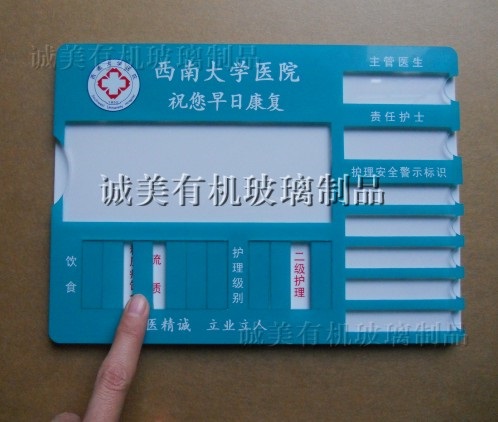 诚美有机玻璃制品
西南大学医院
祝您早日康复
主管医生
责任护士
护理安全警示标识
诚美有机玻璃制品
饮食
流质
护理级别
二级护理
医精诚 立业立人
诚美有机玻璃制品